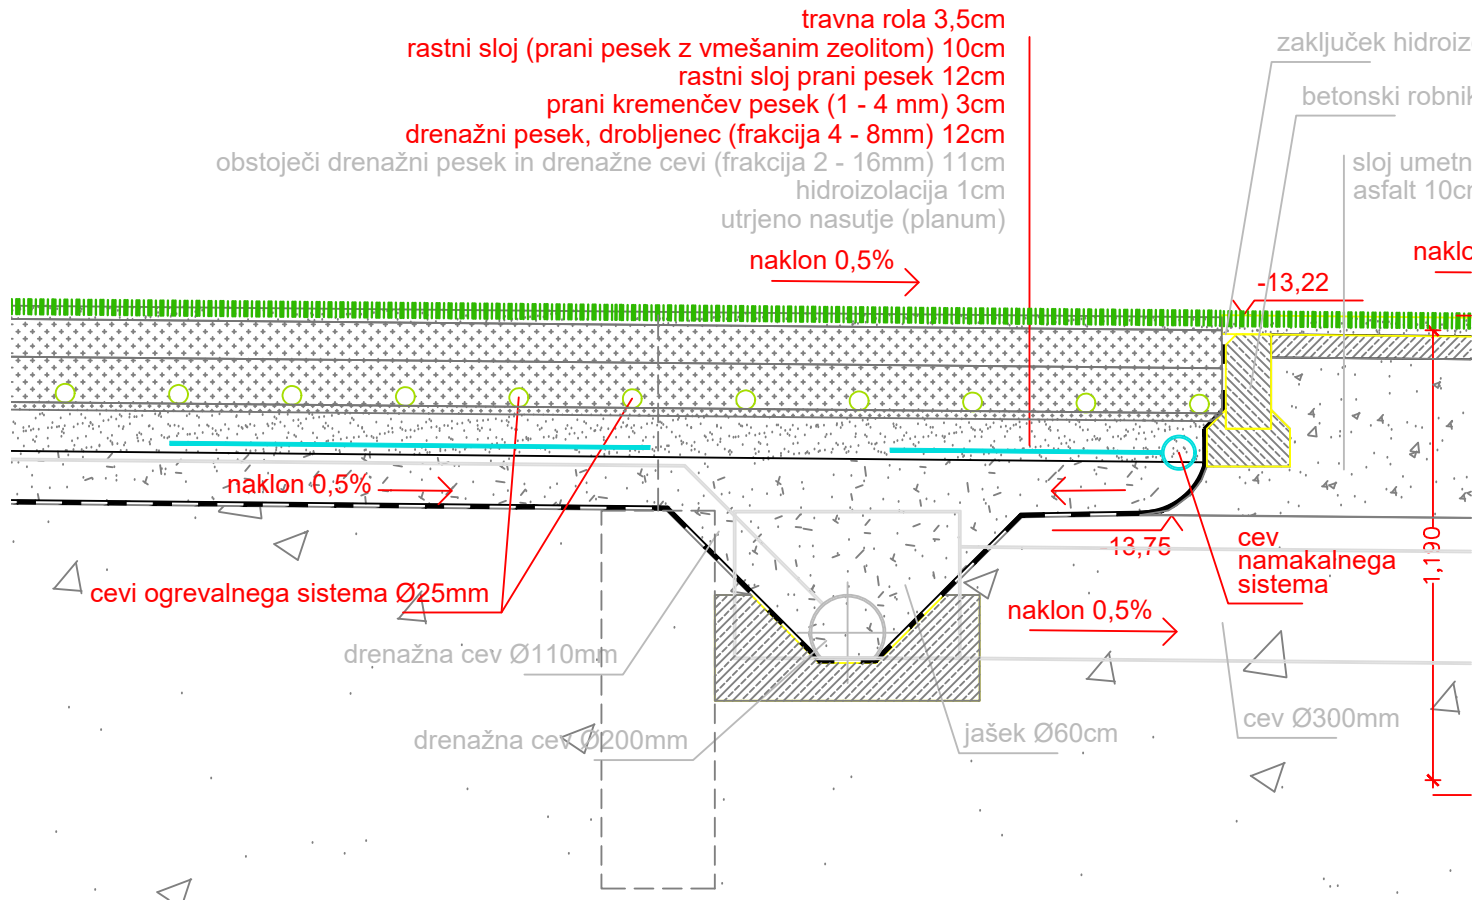 travna rola 3,5cm
rastni sloj (prani pesek z vmešanim zeolitom) 10cm
rastni sloj prani pesek 12cm
prani kremenčev pesek (1 - 4 mm) 3cm
drenažni pesek, drobljenec (frakcija 4 - 8mm) 12cm
obstoječi drenažni pesek in drenažne cevi (frakcija 2 - 16mm) 11cm
hidroizolacija 1cm
utrjeno nasutje (planum)
zaključek hidroiz
betonski robnik
sloj umetn
asfalt 10cm
naklon 0,5%
naklo
-13,22
naklon 0,5%
-13,75
cev
namakalnega
sistema
1,190
cevi ogrevalnega sistema Ø25mm
naklon 0,5%
drenažna cev Ø110mm
drenažna cev Ø200mm
jašek Ø60cm
cev Ø300mm